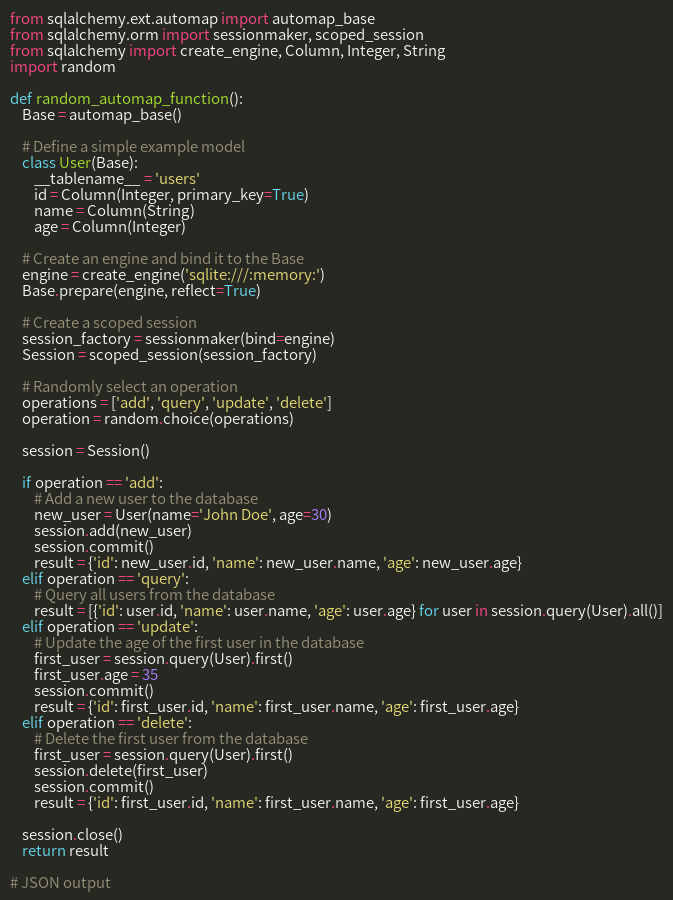 from sqlalchemy.ext.automap import automap_base
from sqlalchemy.orm import sessionmaker, scoped_session
from sqlalchemy import create_engine, Column, Integer, String
import random

def random_automap_function():
    Base = automap_base()

    # Define a simple example model
    class User(Base):
        __tablename__ = 'users'
        id = Column(Integer, primary_key=True)
        name = Column(String)
        age = Column(Integer)

    # Create an engine and bind it to the Base
    engine = create_engine('sqlite:///:memory:')
    Base.prepare(engine, reflect=True)

    # Create a scoped session
    session_factory = sessionmaker(bind=engine)
    Session = scoped_session(session_factory)

    # Randomly select an operation
    operations = ['add', 'query', 'update', 'delete']
    operation = random.choice(operations)

    session = Session()

    if operation == 'add':
        # Add a new user to the database
        new_user = User(name='John Doe', age=30)
        session.add(new_user)
        session.commit()
        result = {'id': new_user.id, 'name': new_user.name, 'age': new_user.age}
    elif operation == 'query':
        # Query all users from the database
        result = [{'id': user.id, 'name': user.name, 'age': user.age} for user in session.query(User).all()]
    elif operation == 'update':
        # Update the age of the first user in the database
        first_user = session.query(User).first()
        first_user.age = 35
        session.commit()
        result = {'id': first_user.id, 'name': first_user.name, 'age': first_user.age}
    elif operation == 'delete':
        # Delete the first user from the database
        first_user = session.query(User).first()
        session.delete(first_user)
        session.commit()
        result = {'id': first_user.id, 'name': first_user.name, 'age': first_user.age}

    session.close()
    return result

# JSON output